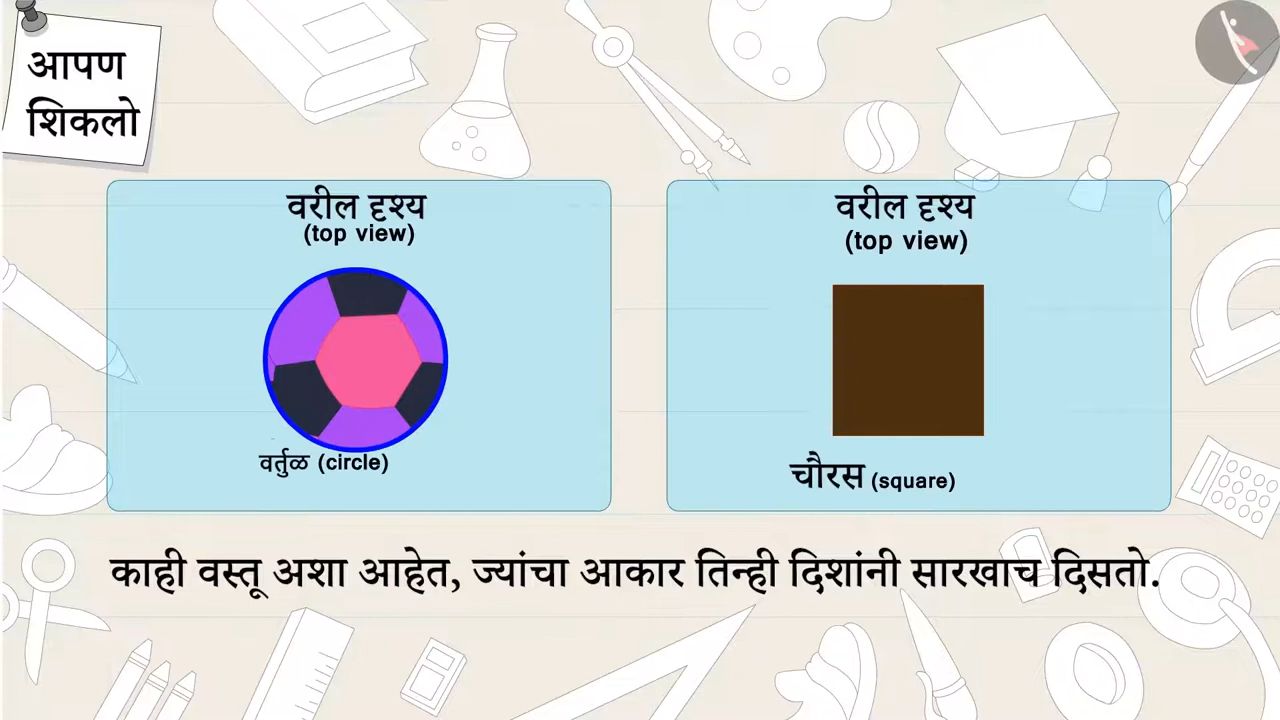 आपण
शिकलो
वरील दृश्य
(top view)
वर्तुळ (circle)
वरील दृश्य
(top view)
चौरस (square)
काही वस्तू अशा आहेत, ज्यांचा आकार तिन्ही दिशांनी सारखाच दिसतो.